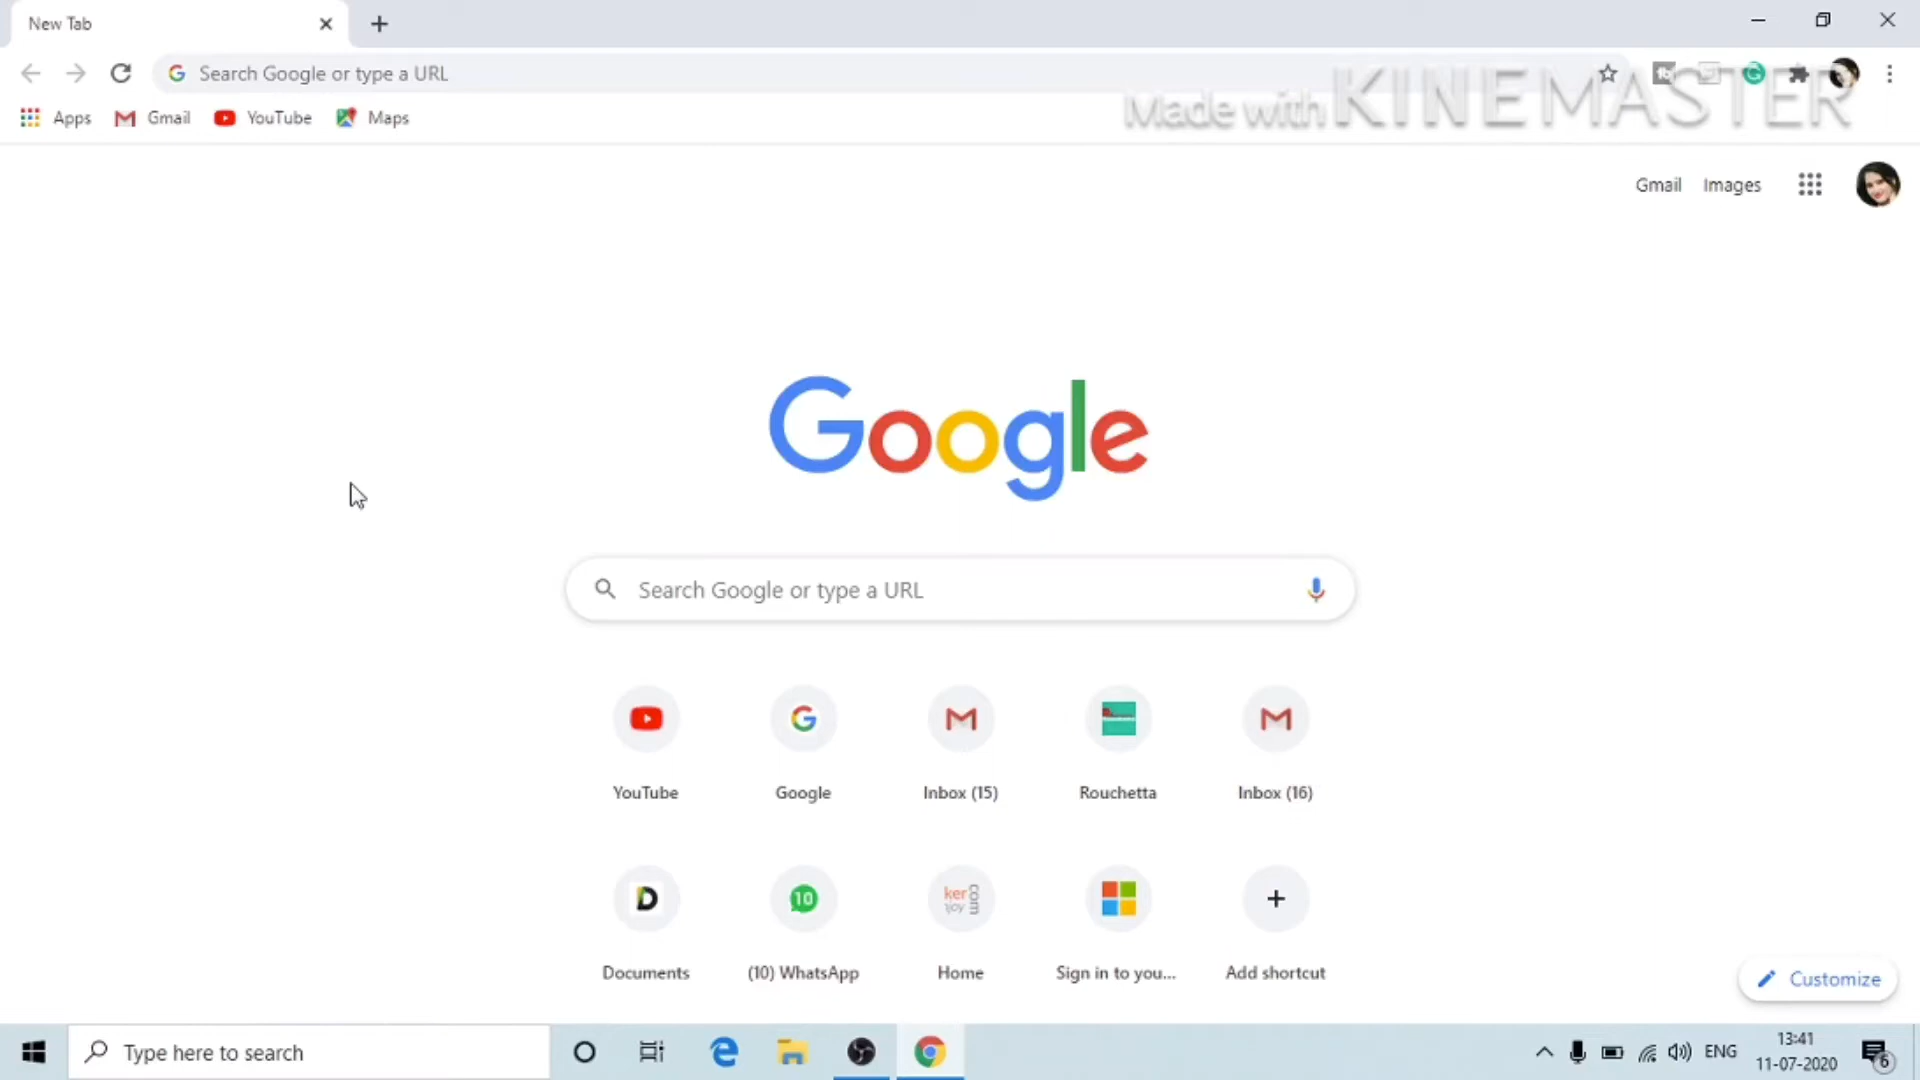 New Tab
Search Google or type a URL
Made with KINEMASTER
Apps Gmail YouTube Maps
Gmail Images
Google
Search Google or type a URL
YouTube Google Inbox (15) Rouchetta Inbox (16)
10
Documents (10) WhatsApp Home Sign in to you... Add shortcut
Customize
Type here to search
ENG
13:41
11-07-2020
6